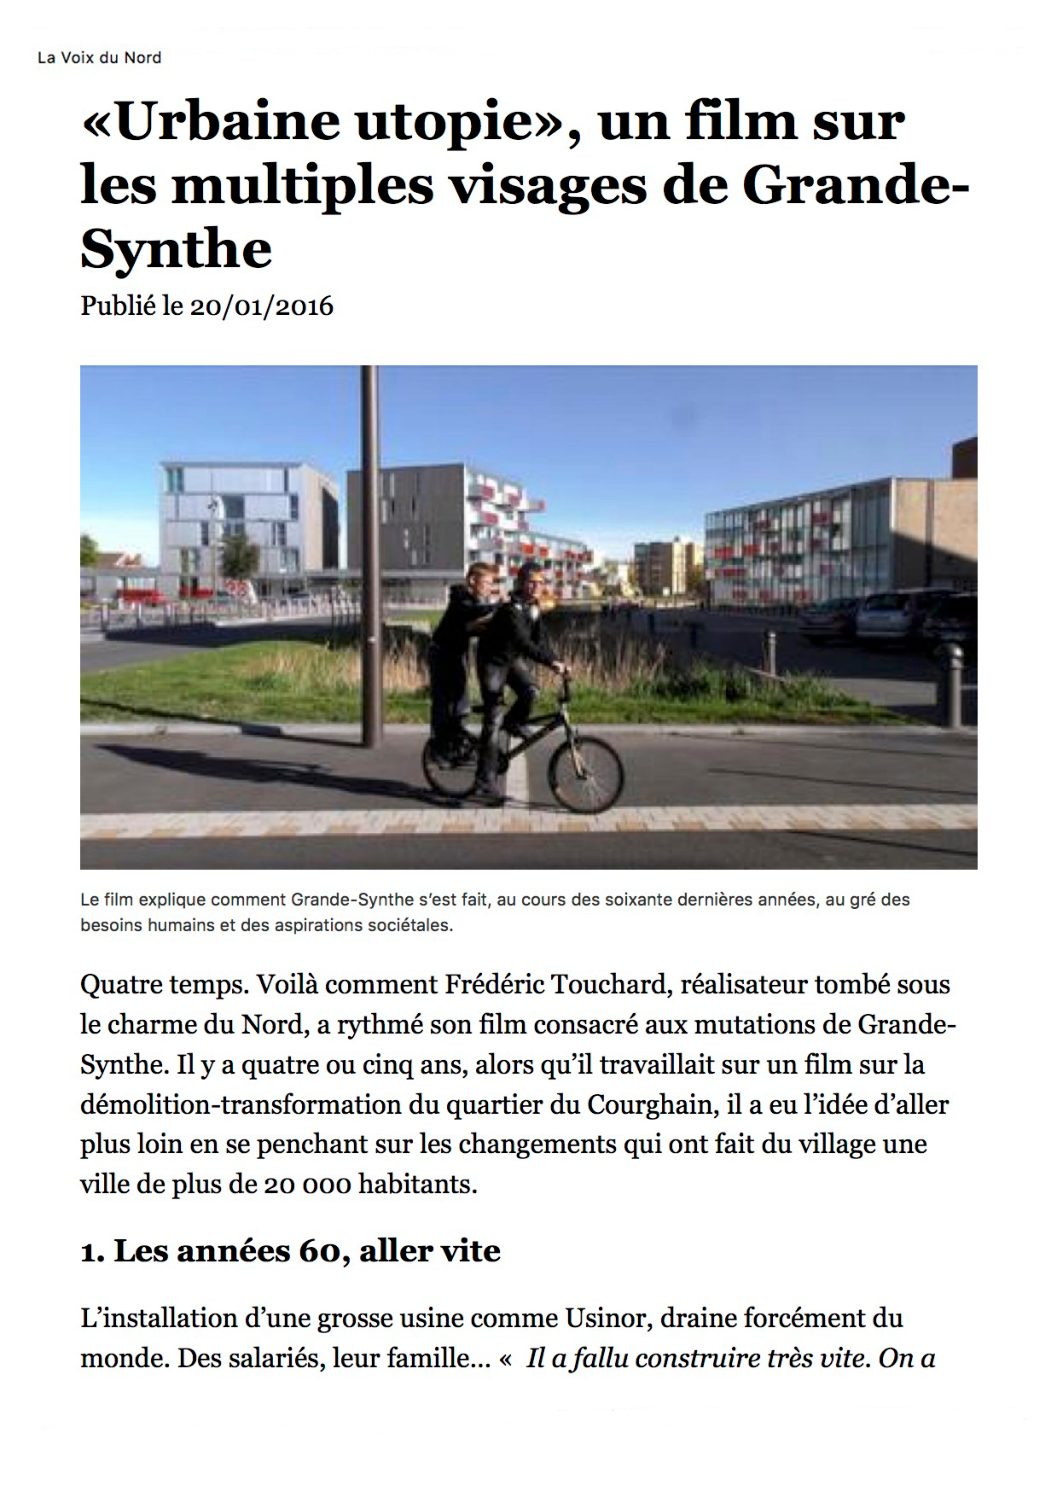 La Voix du Nord
«Urbaine utopie», un film sur
les multiples visages de Grande-
Synthe
Publié le 20/01/2016
Le film explique comment Grande-Synthe s’est fait, au cours des soixante dernières années, au gré des
besoins humains et des aspirations sociétales.
Quatre temps. Voilà comment Frédéric Touchard, réalisateur tombé sous
le charme du Nord, a rythmé son film consacré aux mutations de Grande-
Synthe. Il y a quatre ou cinq ans, alors qu’il travaillait sur un film sur la
démolition-transformation du quartier du Courghain, il a eu l’idée d’aller
plus loin en se penchant sur les changements qui ont fait du village une
ville de plus de 20 000 habitants.
1. Les années 60, aller vite
L’installation d’une grosse usine comme Usinor, draine forcément du
monde. Des salariés, leur famille... « Il a fallu construire très vite. On a